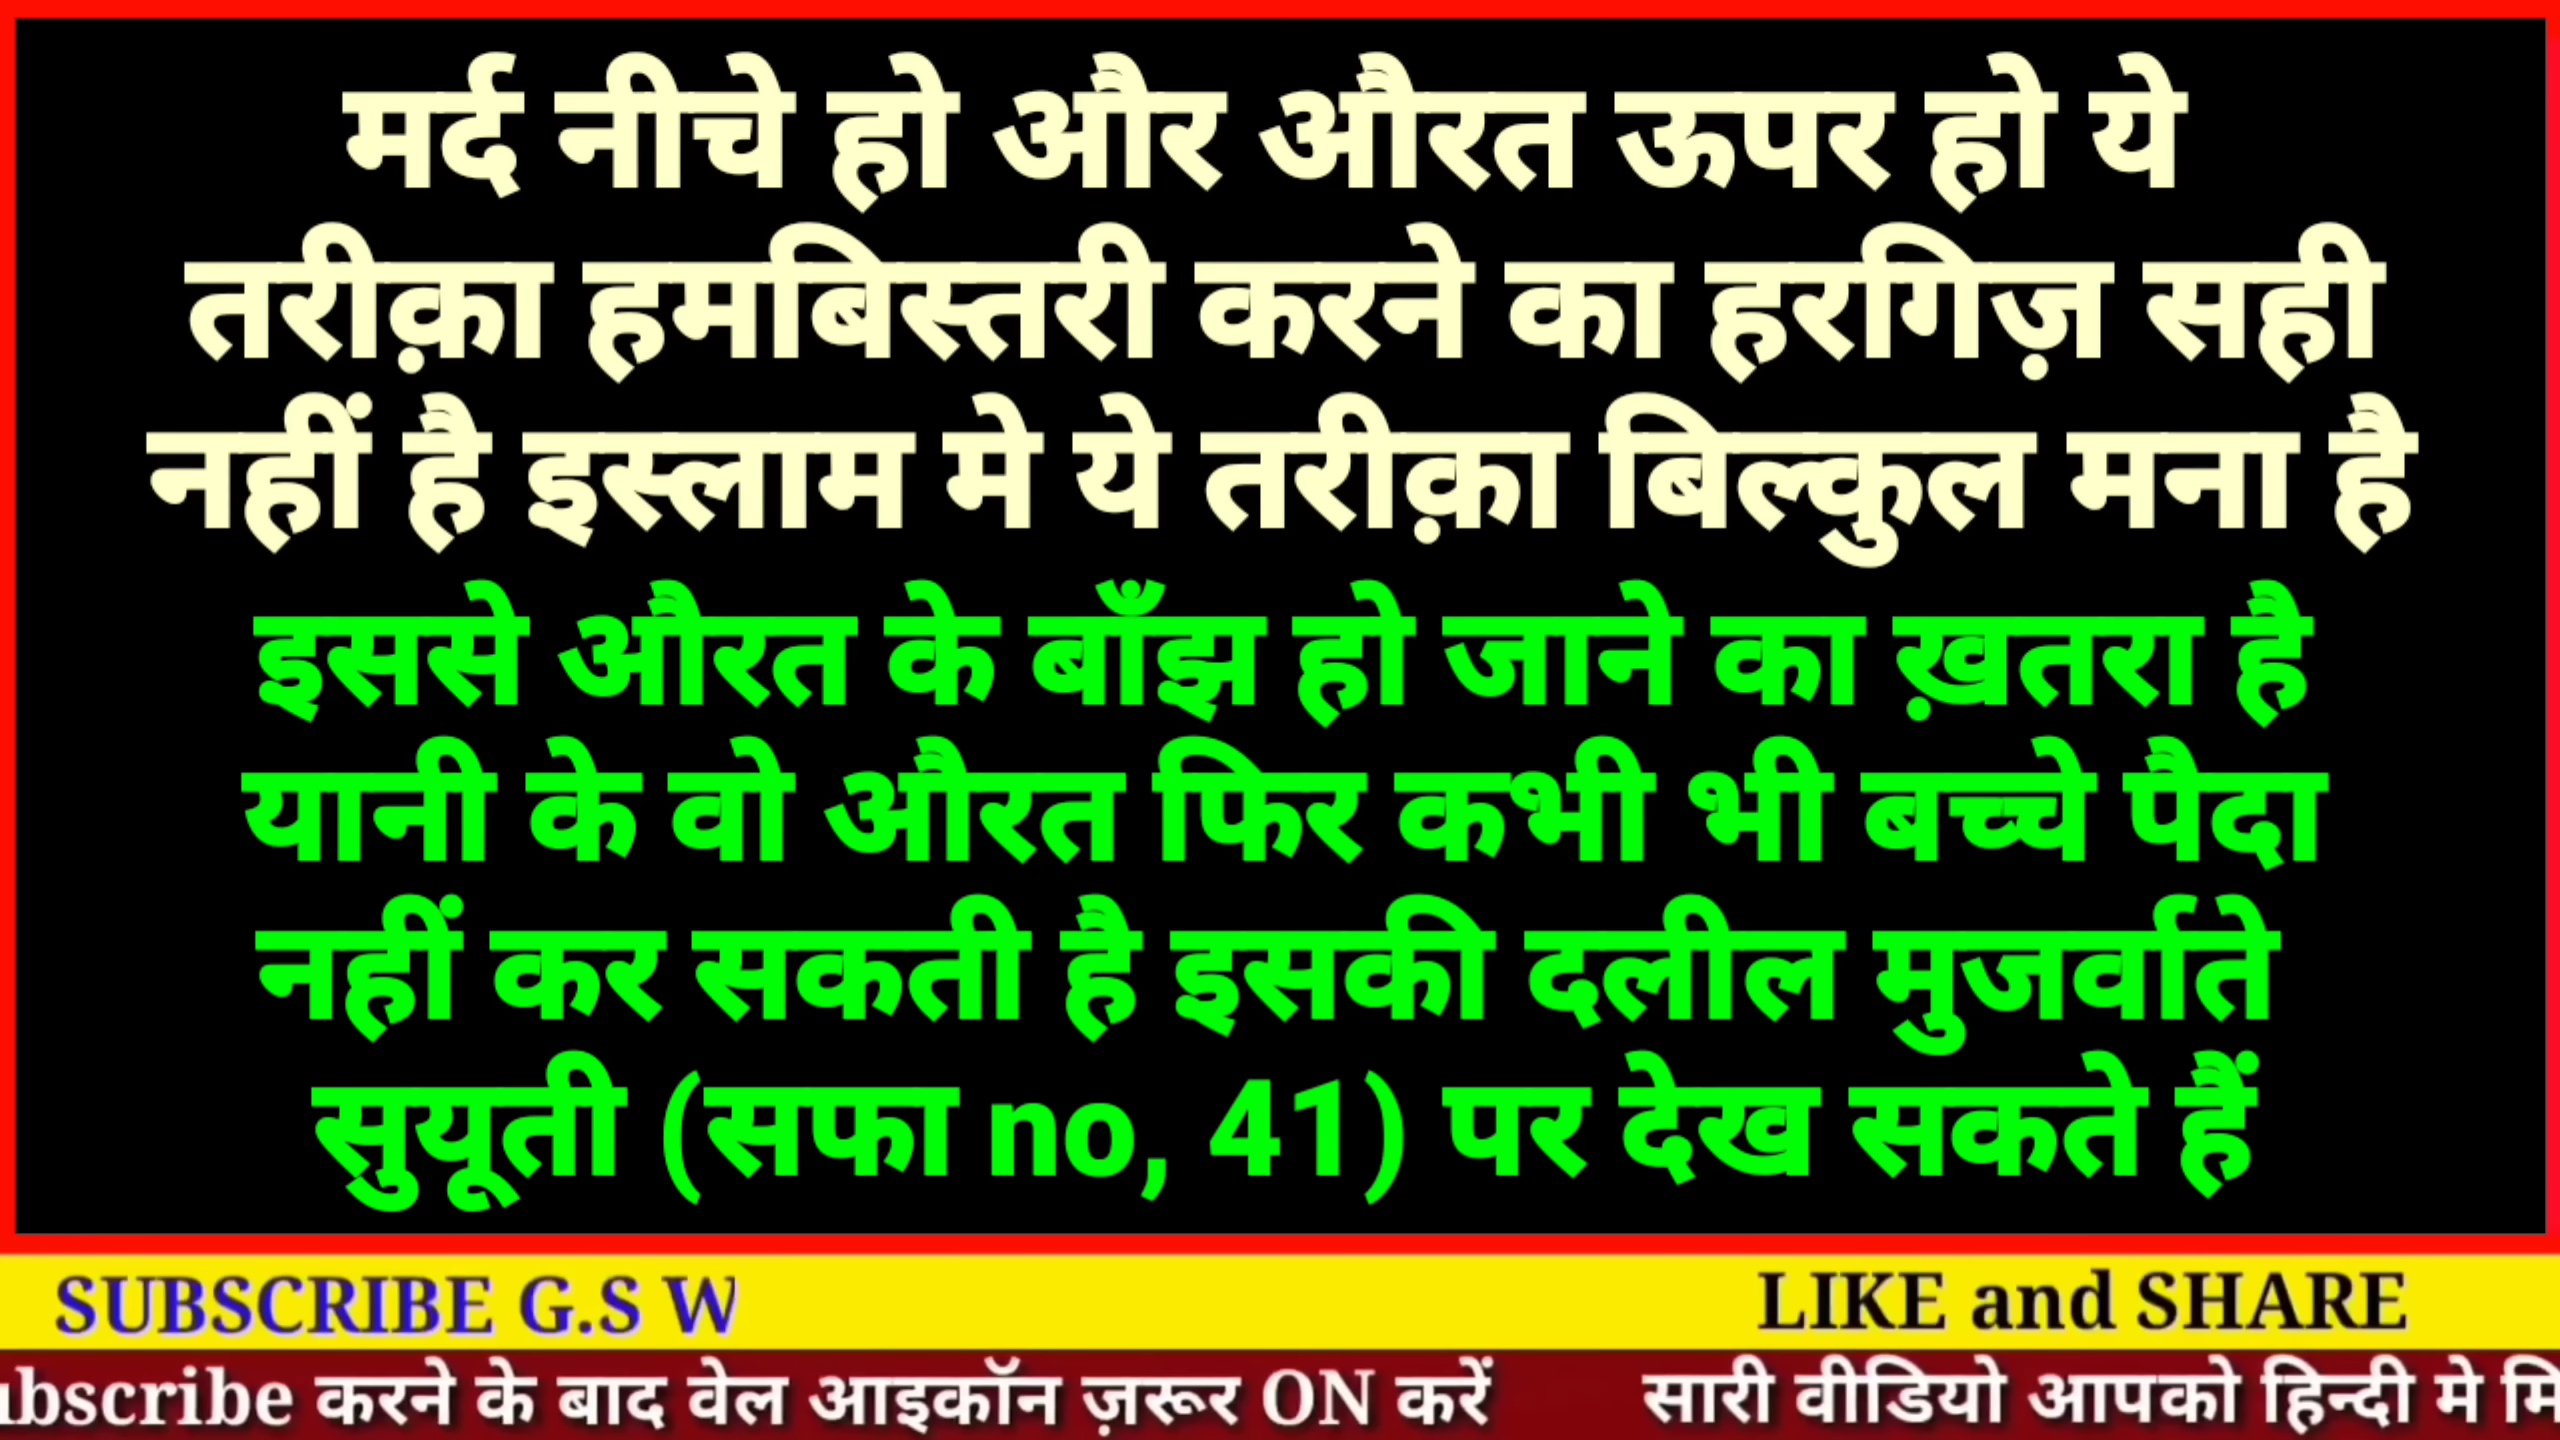 मर्द नीचे हो और औरत ऊपर हो ये
तरीक़ा हमबिस्तरी करने का हरगिज़ सही
नहीं है इस्लाम मे ये तरीक़ा बिल्कुल मना है
इससे औरत के बाँझ हो जाने का ख़तरा है
यानी के वो औरत फिर कभी भी बच्चे पैदा
नहीं कर सकती है इसकी दलील मुजर्वाते
सुयूती (सफा no, 41) पर देख सकते हैं
SUBSCRIBE G.S W LIKE and SHARE
ubscribe करने के बाद वेल आइकॉन ज़रूर ON करें सारी वीडियो आपको हिन्दी मे